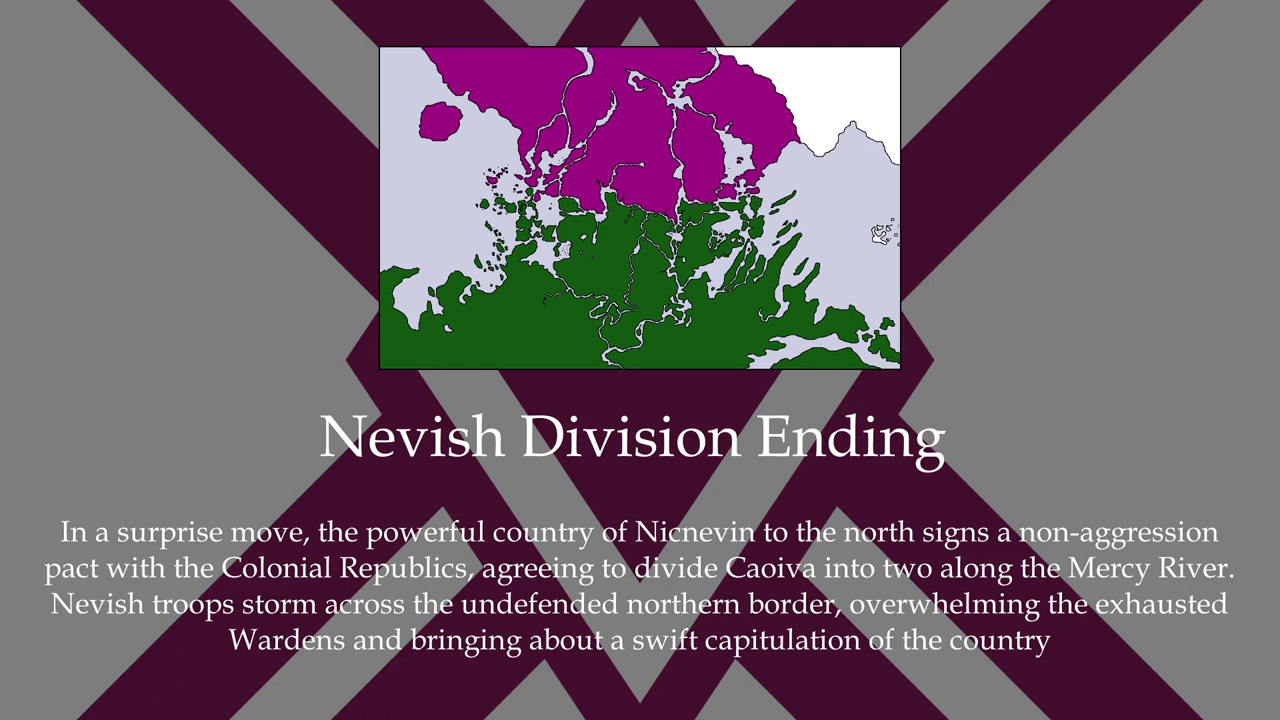 Nevish Division Ending
In a surprise move, the powerful country of Nicnevin to the north signs a non-aggression
pact with the Colonial Republics, agreeing to divide Caoiva into two along the Mercy River.
Nevish troops storm across the undefended northern border, overwhelming the exhausted
Wardens and bringing about a swift capitulation of the country